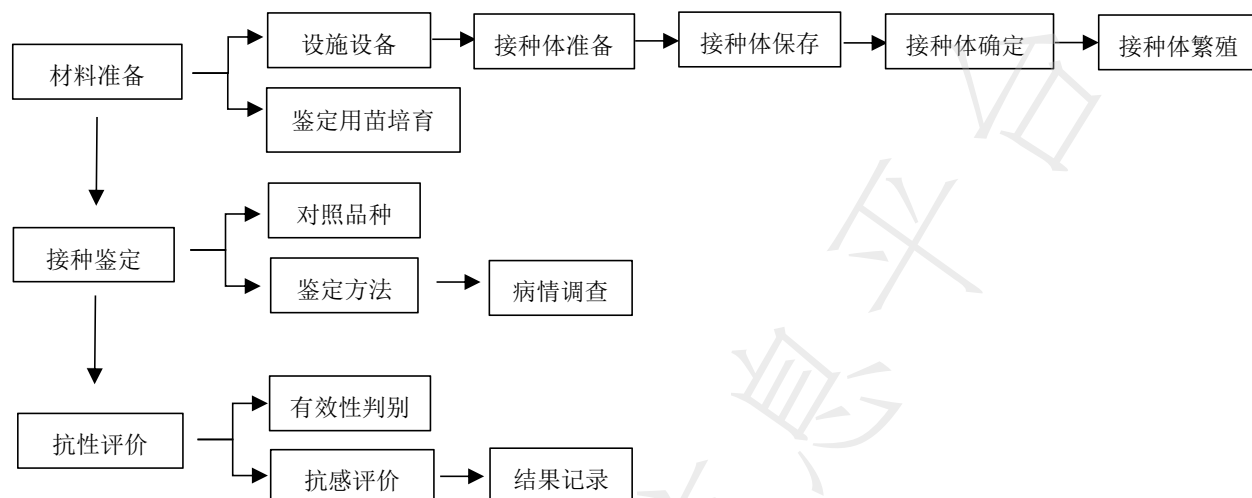 设施设备
接种体准备
接种体保存
接种体确定
接种体繁殖
材料准备
鉴定用苗培育
对照品种
接种鉴定
鉴定方法
病情调查
有效性判别
抗性评价
抗感评价
结果记录
息平台